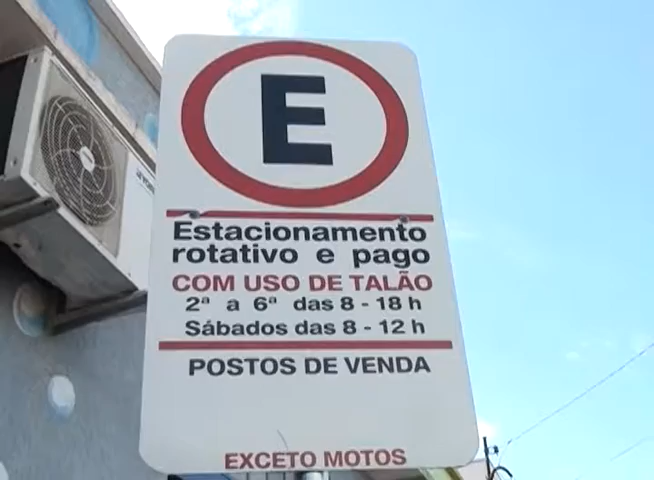 E
Estacionamento
rotativo e pago
COM USO DE TALÃO
2ª a 6ª das 8 - 18 h
Sábados das 8 - 12 h
POSTOS DE VENDA
EXCETO MOTOS